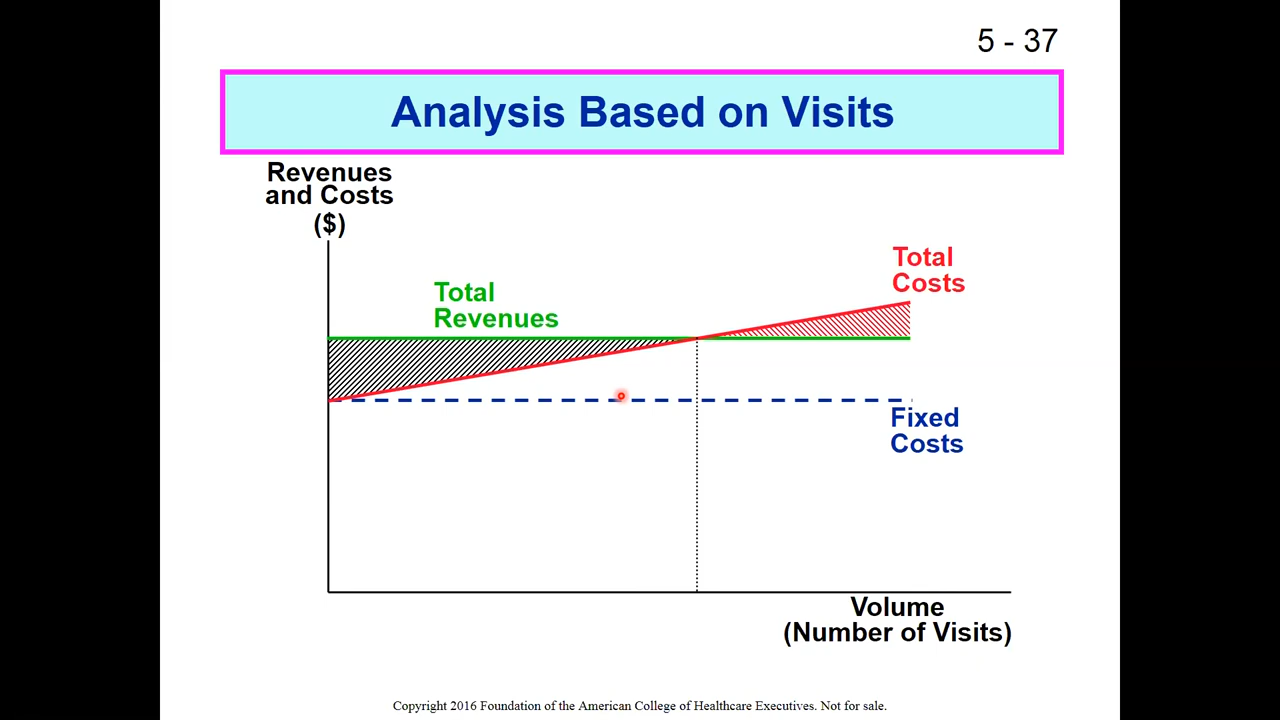 5 - 37
Analysis Based on Visits
Revenues
and Costs
($)
Total
Costs
Total
Revenues
Fixed
Costs
Volume
(Number of Visits)
Copyright 2016 Foundation of the American College of Healthcare Executives. Not for sale.